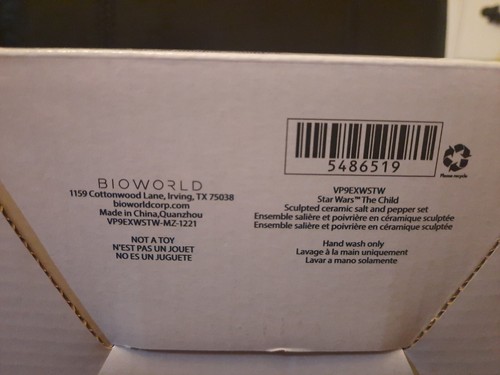 BIOWORLD
1159 Cottonwood Lane, Irving, TX 75038
bioworldcorp.com
Made in China,Quanzhou
VP9EXWSTW-MZ-1221
NOT A TOY
N'EST PAS UN JOUET
NO ES UN JUGUETE
5486519
Please recycle
VP9EXWSTW
Star Wars™ The Child
Sculpted ceramic salt and pepper set
Ensemble salière et poivrière en céramique sculptée
Ensemble salière et poivrière en céramique sculptée
Hand wash only
Lavage à la main uniquement
Lavar a mano solamente